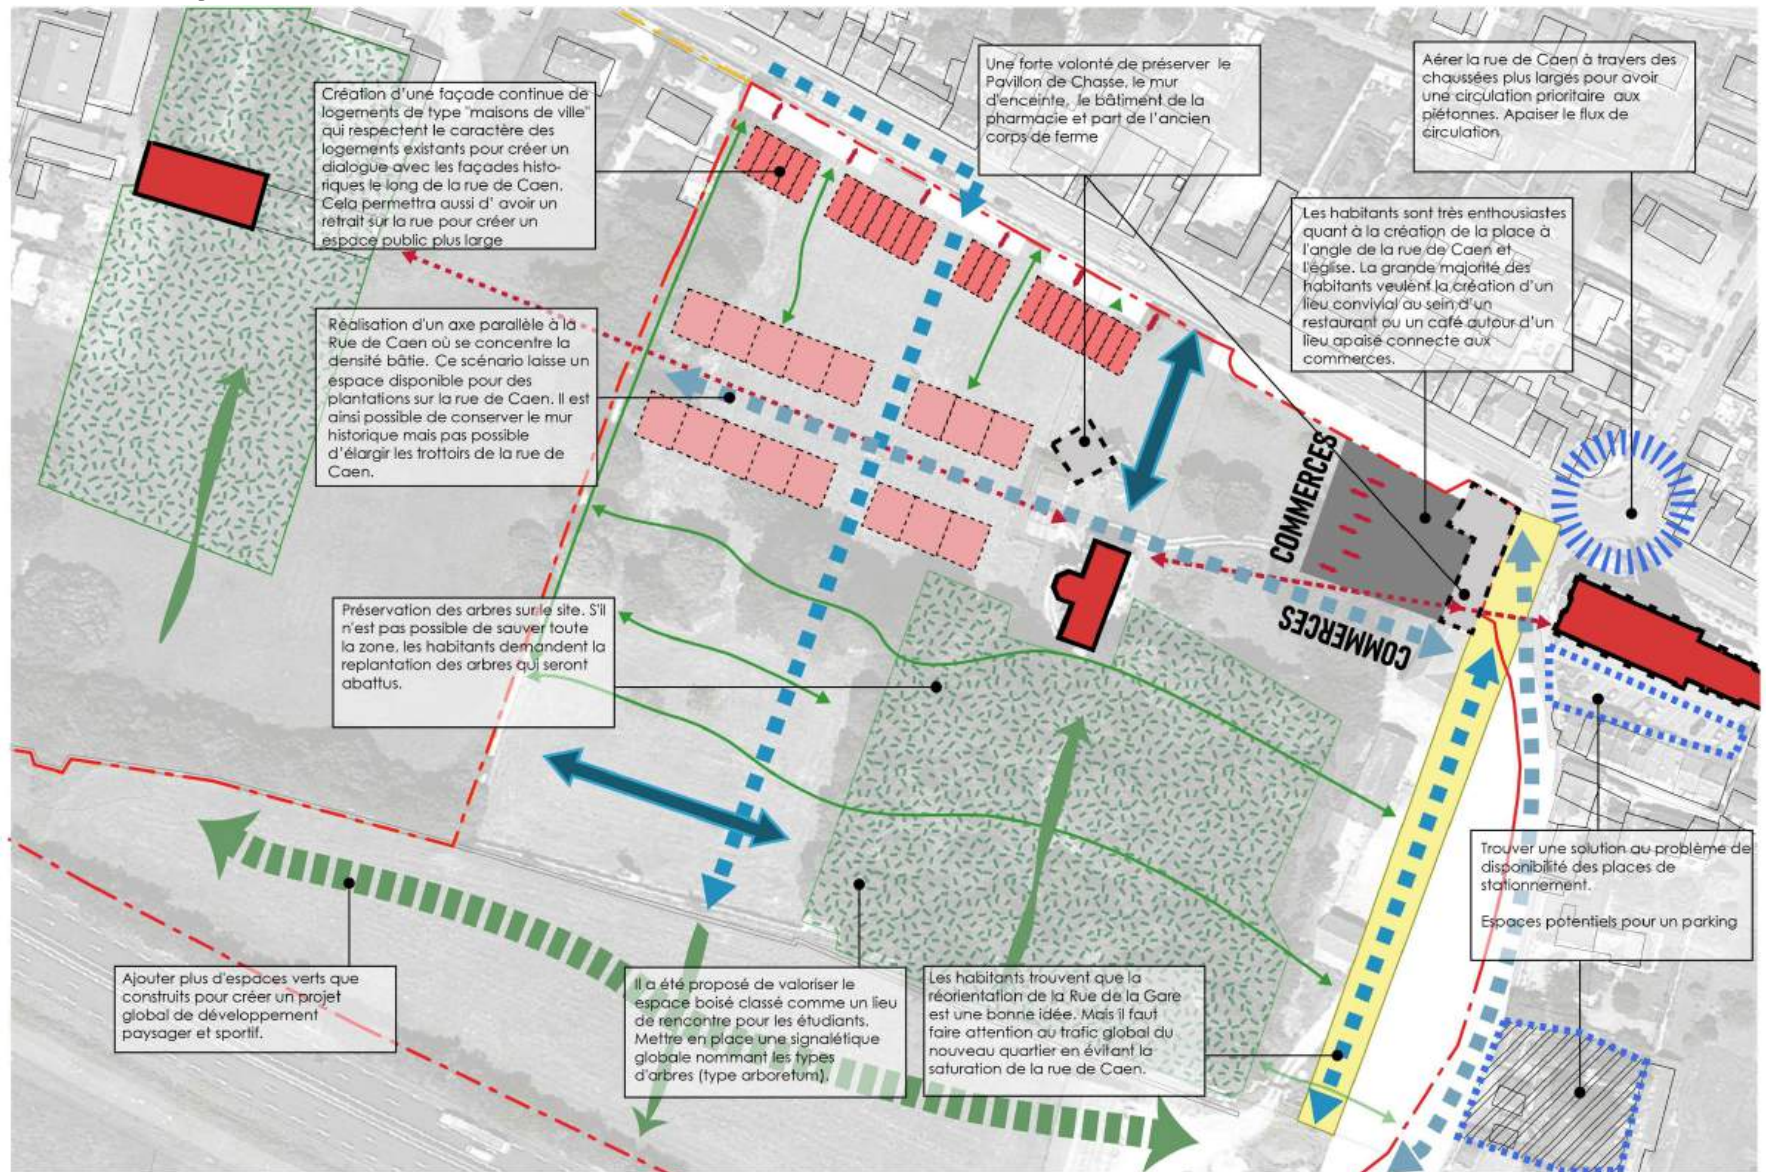 Création d'une façade continue de
logements de type "maisons de ville"
qui respectent le caractère des
logements existants pour créer un
dialogue avec les façades histo-
riques le long de la rue de Caen.
Cela permettra aussi d' avoir un
retrait sur la rue pour créer un
espace public plus large
Une forte volonté de préserver le
Pavillon de Chasse, le mur
d'enceinte, le bâtiment de la
pharmacie et part de l'ancien
corps de ferme
Aérer la rue de Caen à travers des
chaussées plus larges pour avoir
une circulation prioritaire aux
piétonnes. Apaiser le flux de
circulation.
Les habitants sont très enthousiastes
quant à la création de la place à
l'angle de la rue de Caen et
l'église. La grande majorité des
habitants veulent la création d'un
lieu convivial au sein d'un
restaurant ou un café autour d'un
lieu apaisé connecte aux
commerces.
Réalisation d'un axe parallèle à la
Rue de Caen où se concentre la
densité bâtie. Ce scénario laisse un
espace disponible pour des
plantations sur la rue de Caen. Il est
ainsi possible de conserver le mur
historique mais pas possible
d'élargir les trottoirs de la rue de
Caen.
COMMERCES
COMMERCES
Préservation des arbres sur le site. S'il
n'est pas possible de sauver toute
la zone, les habitants demandent la
replantation des arbres qui seront
abattus.
Trouver une solution au problème de
disponibilité des places de
stationnement.
Espaces potentiels pour un parking
Ajouter plus d'espaces verts que
construits pour créer un projet
global de développement
paysager et sportif.
Il a été proposé de valoriser le
espace boisé classé comme un lieu
de rencontre pour les étudiants.
Mettre en place une signalétique
globale nommant les types
d'arbres (type arboretum).
Les habitants trouvent que la
réorientation de la Rue de la Gare
est une bonne idée. Mais il faut
faire attention au trafic global du
nouveau quartier en évitant la
saturation de la rue de Caen.